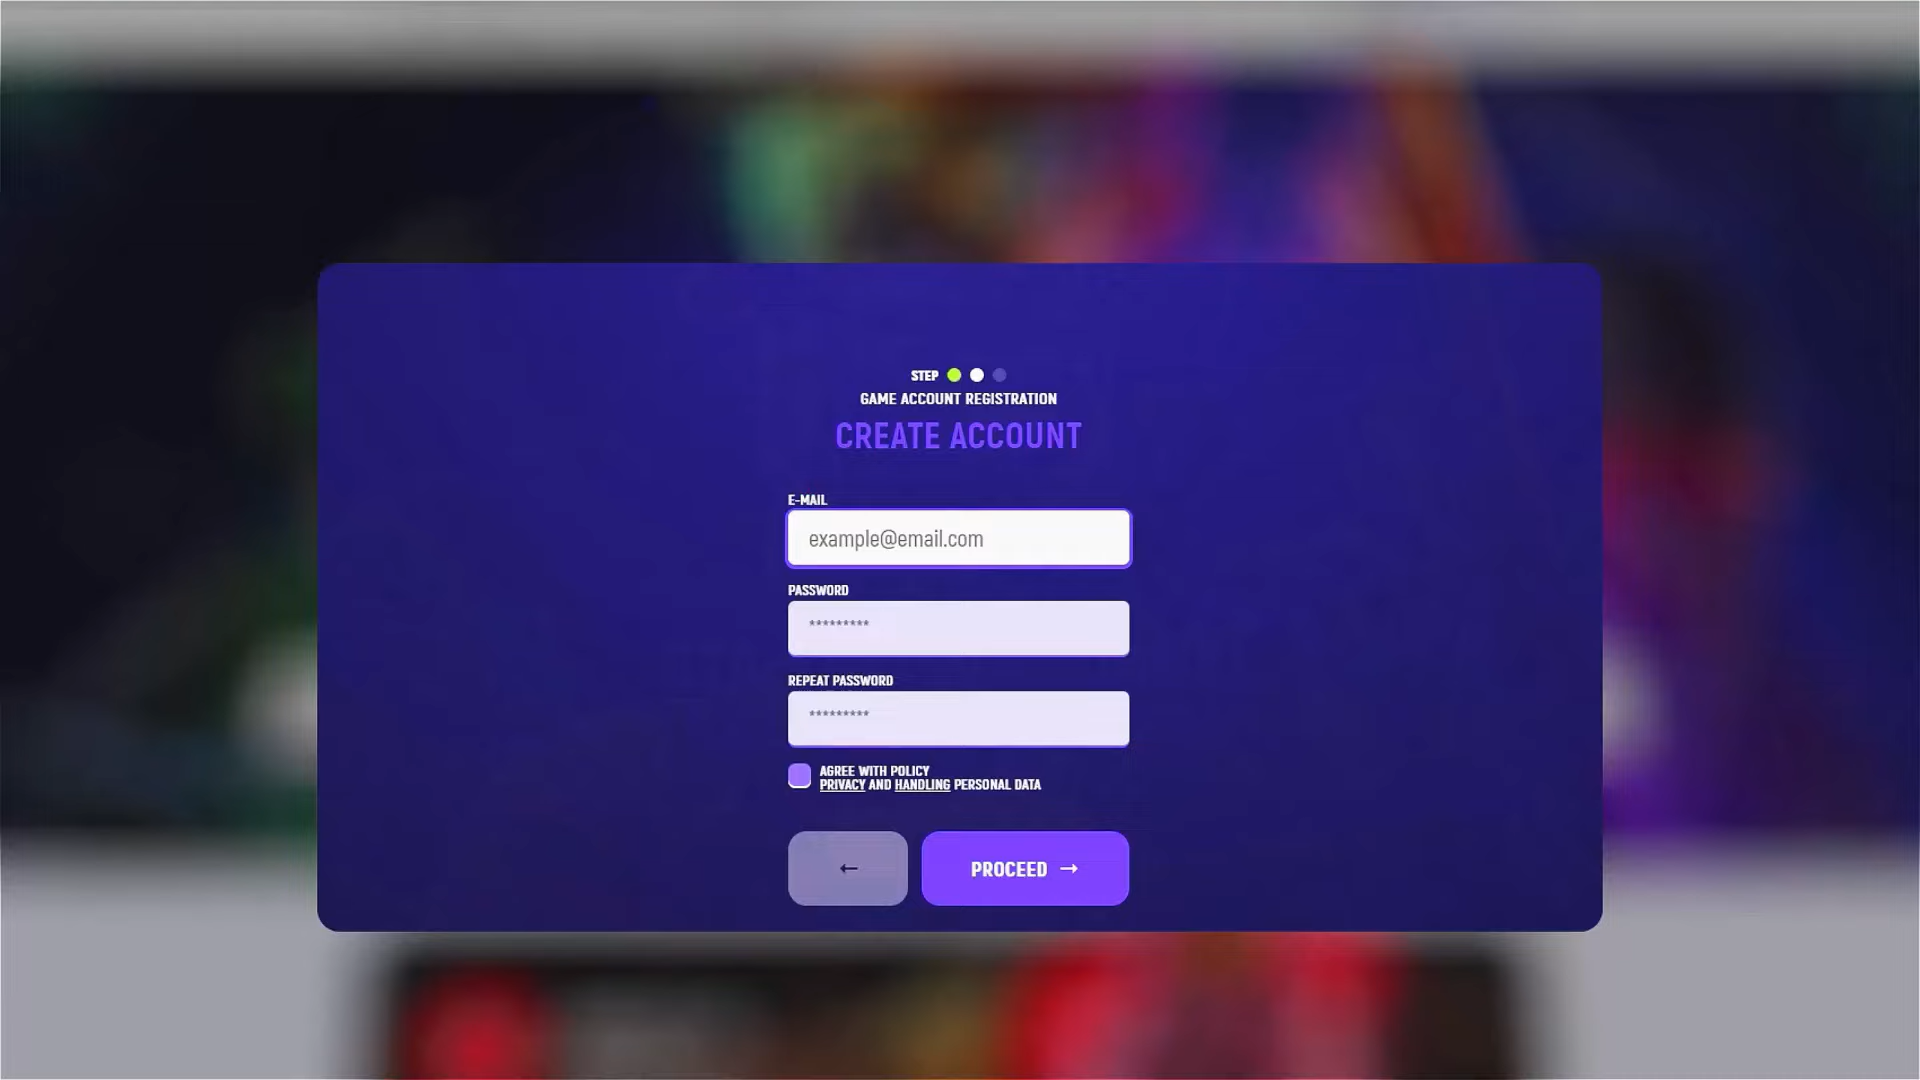 STEP
GAME ACCOUNT REGISTRATION
CREATE ACCOUNT
E-MAIL
example@email.com
PASSWORD
*********
REPEAT PASSWORD
*********
AGREE WITH POLICY
PRIVACY AND HANDLING PERSONAL DATA
← PROCEED →